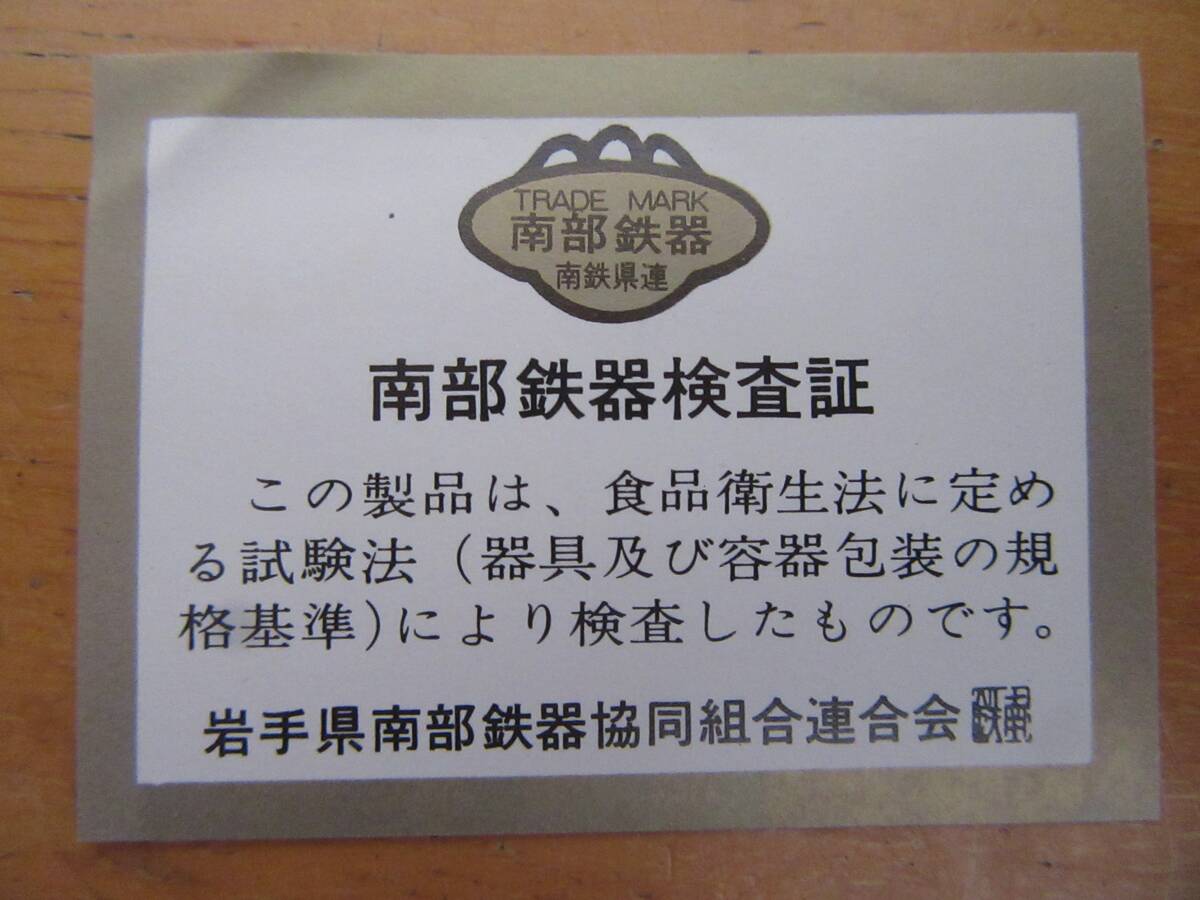 TRADE MARK
南部鉄器
南鉄県連
南部鉄器検査証
この製品は、食品衛生法に定め
る試験法（器具及び容器包装の規
格基準）により検査したものです。
岩手県南部鉄器協同組合連合会